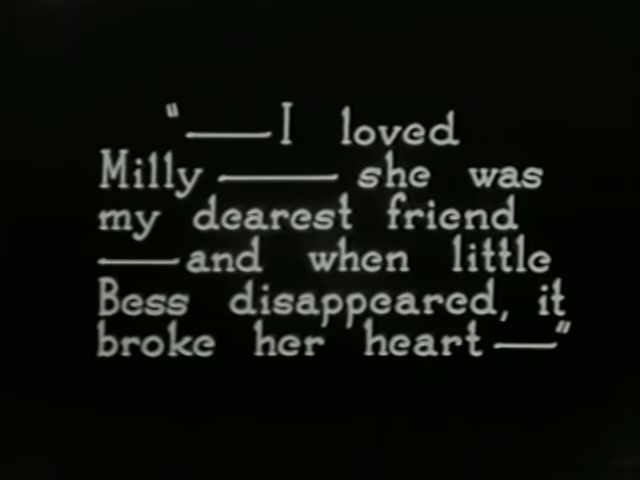 "——I loved
Milly —— she was
my dearest friend
——and when little
Bess disappeared, it
broke her heart ——"